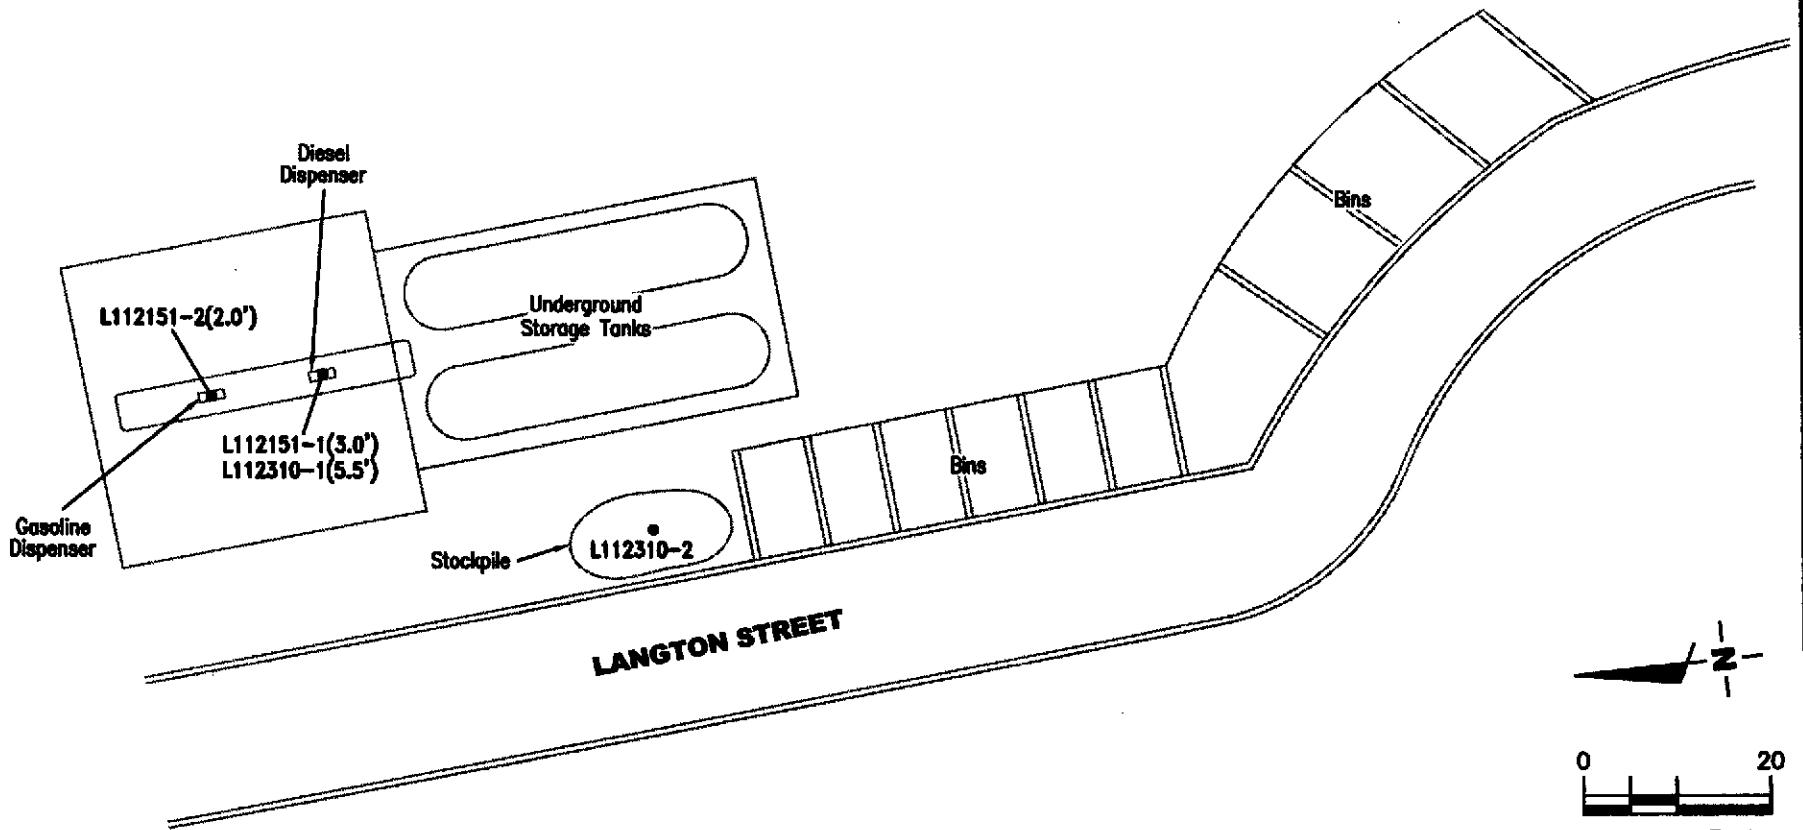 Diesel
Dispenser
L112151-2(2.0')
Underground
Storage Tanks
Bins
L112151-1(3.0')
L112310-1(5.5')
Gasoline
Dispenser
Stockpile
L112310-2
Bins
LANGTON STREET
N
0 20